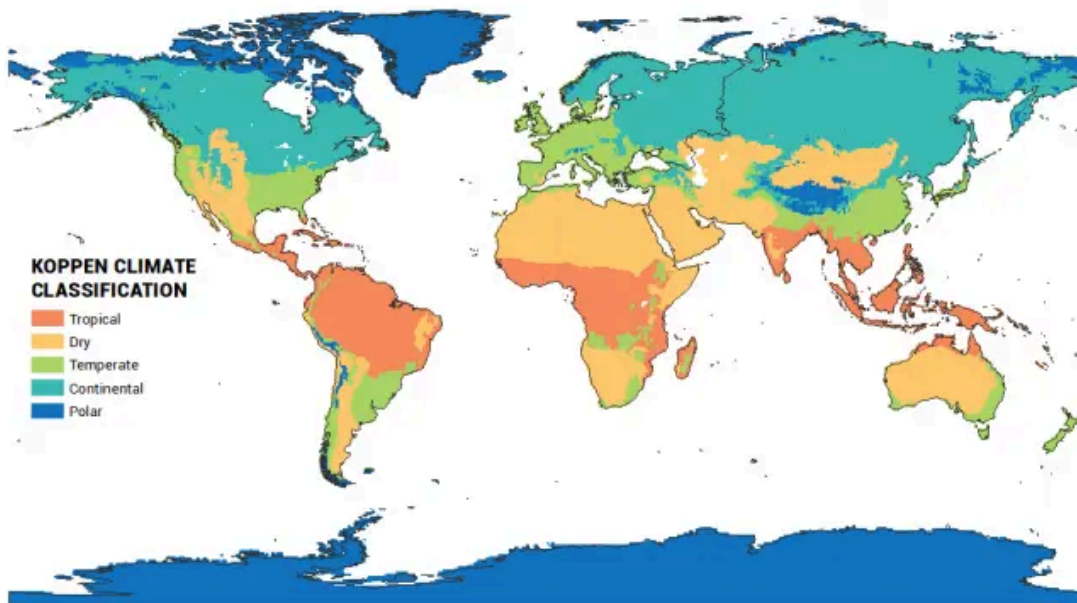 KOPPEN CLIMATE
CLASSIFICATION
Tropical
Dry
Temperate
Continental
Polar